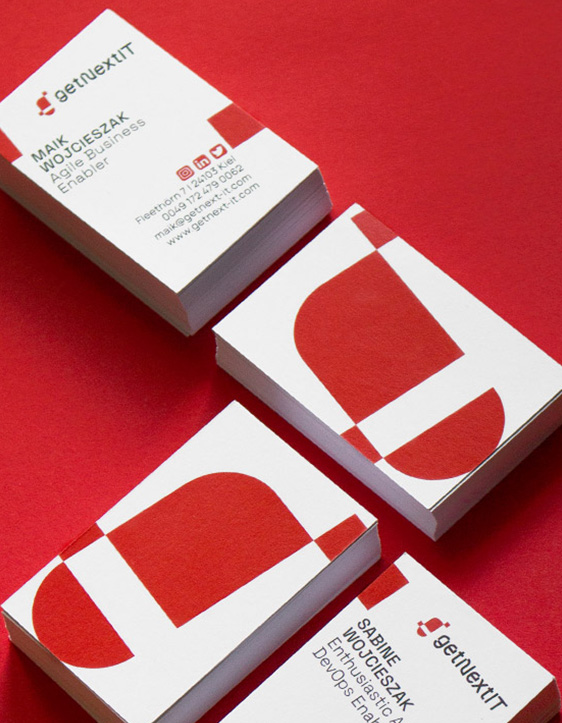 getNextIT
MAIK
WOJCIESZAK
Agile Business
Enabler
Fleethörn 7 | 24103 Kiel
0049 172 479 0062
maik@getnext-it.com
www.getnext-it.com
getNextIT
SABINE
WOJCIESZAK
Enthusiastic
DevOps Enabl